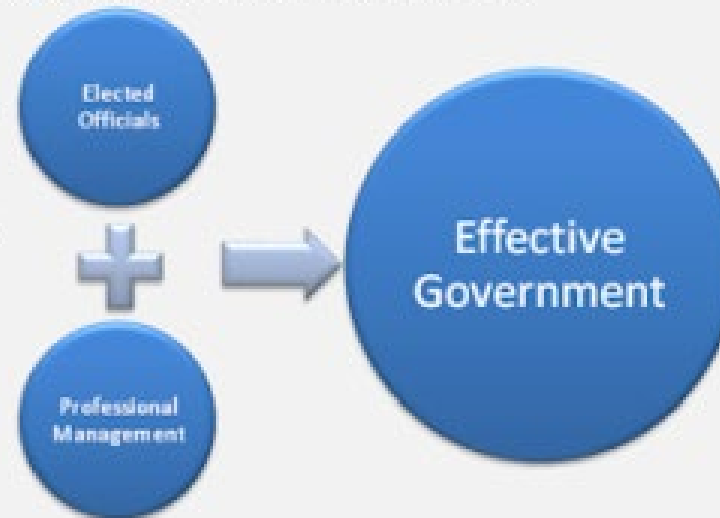 Elected
Officials
Professional
Management
Effective
Government